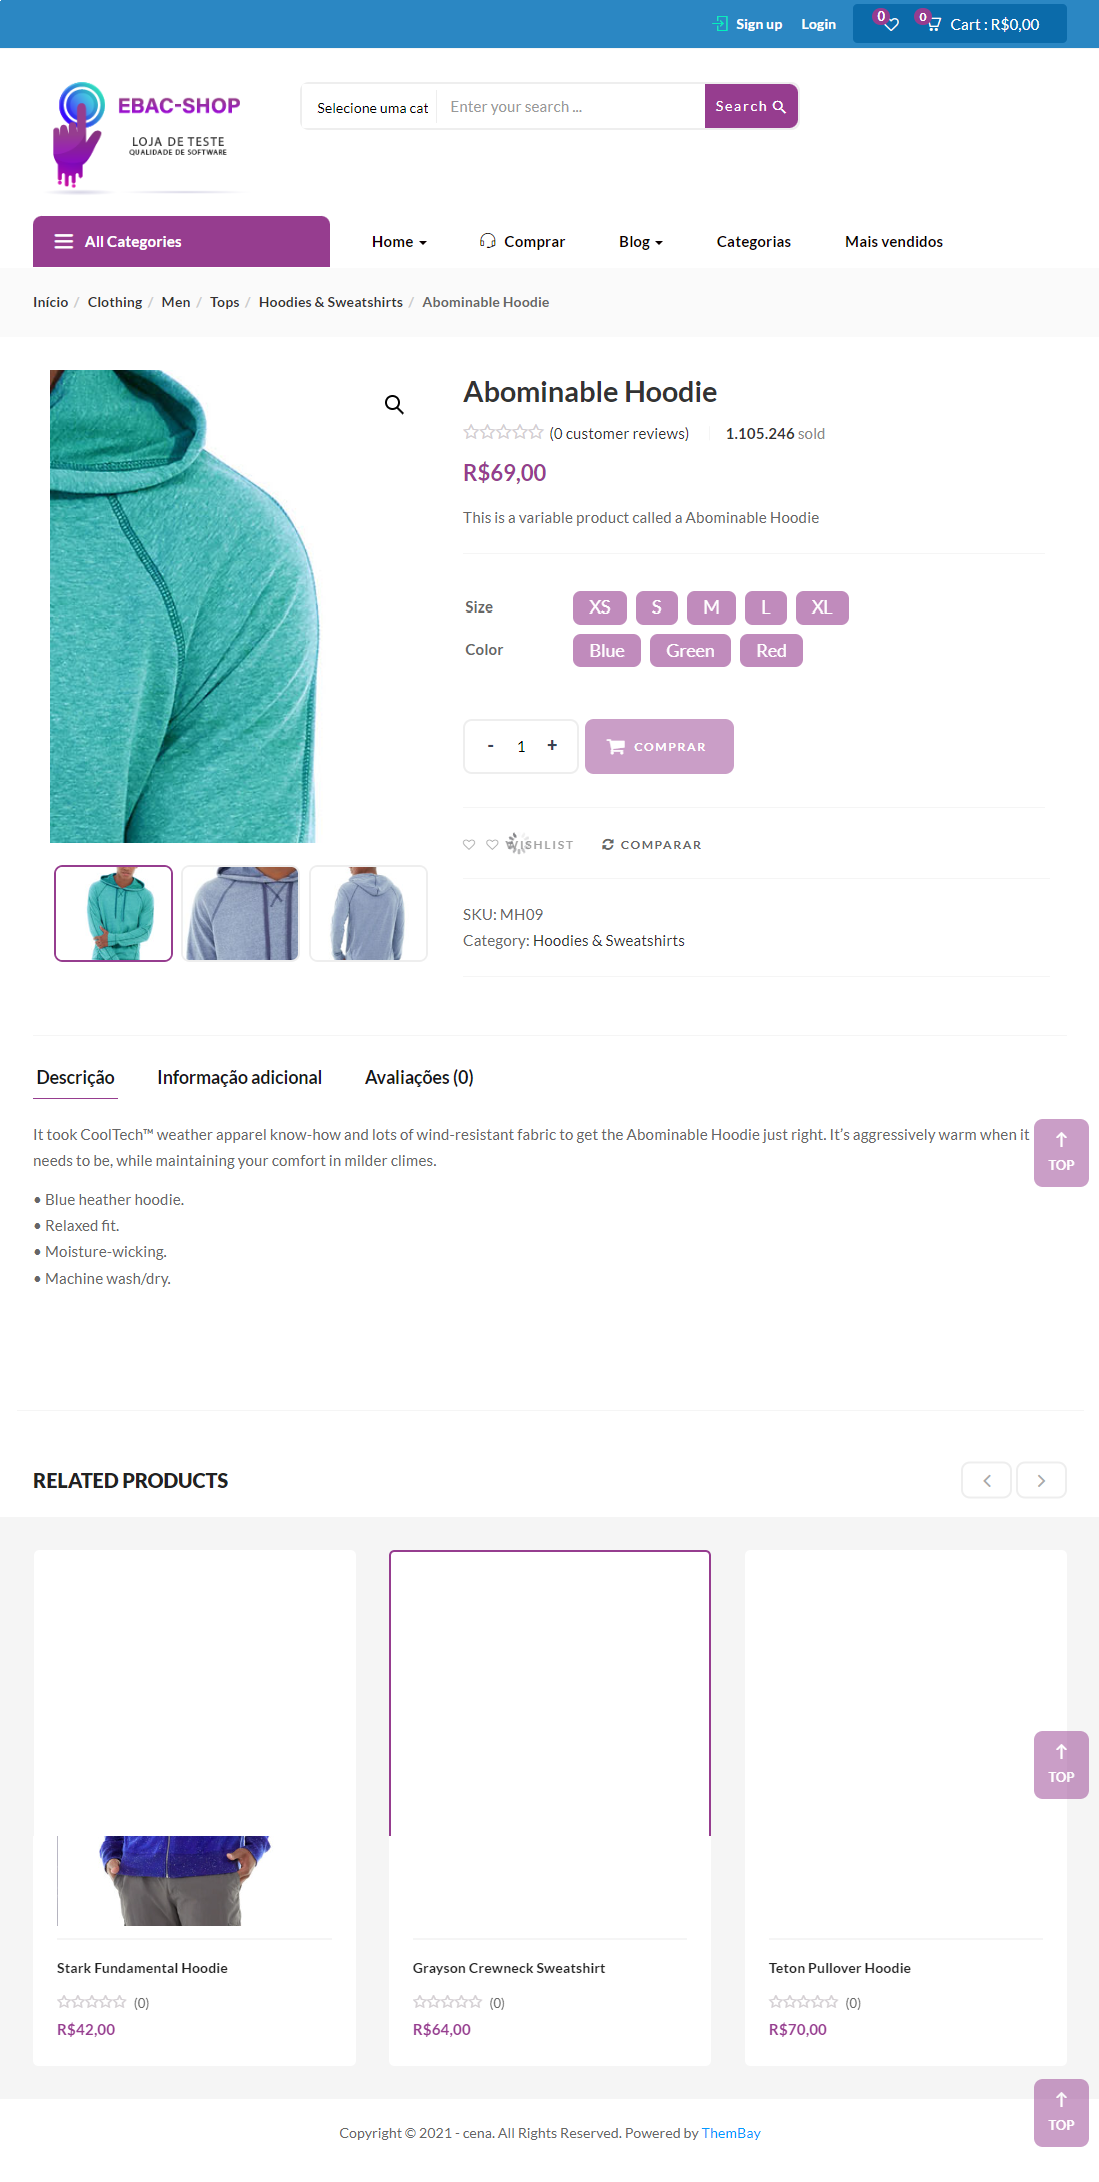 Sign up Login 0 0 Cart : R$0,00
EBAC-SHOP
LOJA DE TESTE
QUALIDADE DE SOFTWARE
Selecione uma cat Enter your search ... Search
All Categories Home Comprar Blog Categorias Mais vendidos
Início / Clothing / Men / Tops / Hoodies & Sweatshirts / Abominable Hoodie
Abominable Hoodie
(0 customer reviews) 1.105.246 sold
R$69,00
This is a variable product called a Abominable Hoodie
Size XS S M L XL
Color Blue Green Red
- 1 + COMPRAR
WISHLIST COMPARAR
SKU: MH09
Category: Hoodies & Sweatshirts
Descrição Informação adicional Avaliações (0)
It took CoolTech™ weather apparel know-how and lots of wind-resistant fabric to get the Abominable Hoodie just right. It’s aggressively warm when it
needs to be, while maintaining your comfort in milder climes.
TOP
• Blue heather hoodie.
• Relaxed fit.
• Moisture-wicking.
• Machine wash/dry.
RELATED PRODUCTS
TOP
Stark Fundamental Hoodie
(0)
R$42,00
Grayson Crewneck Sweatshirt
(0)
R$64,00
Teton Pullover Hoodie
(0)
R$70,00
TOP
Copyright © 2021 - cena. All Rights Reserved. Powered by ThemBay